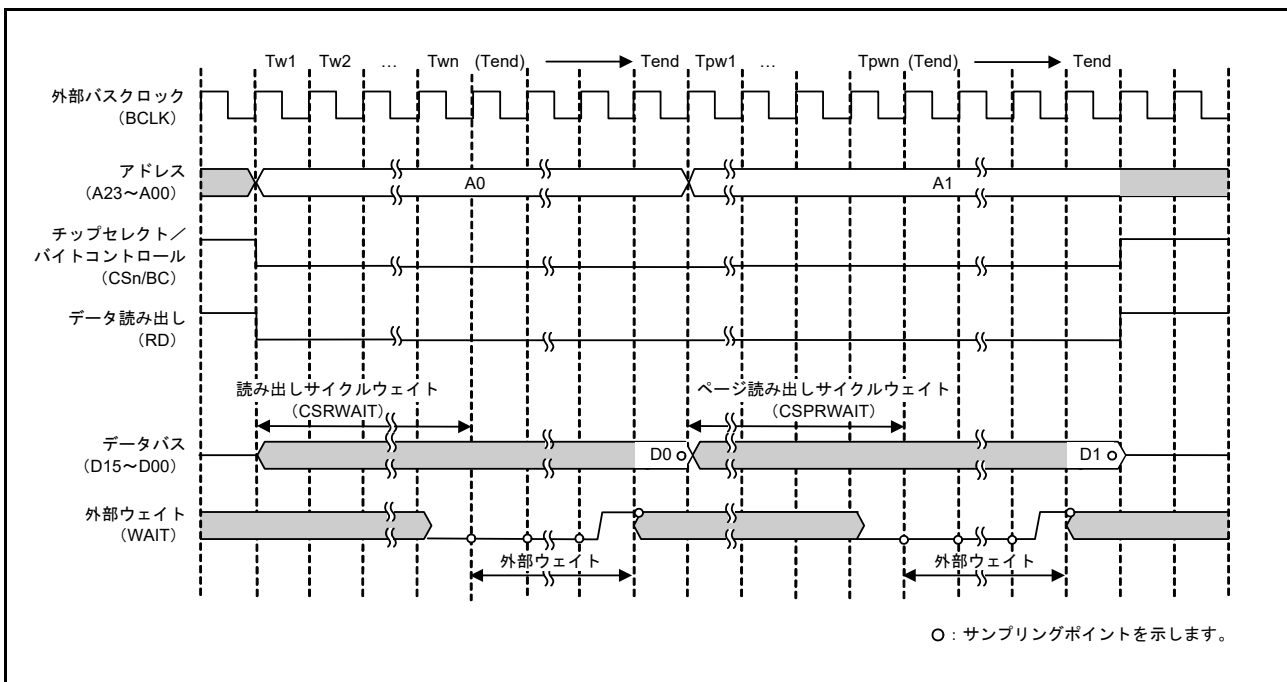 Tw1 Tw2 … Twn (Tend) Tend Tpw1 … Tpwn (Tend) Tend
外部バスクロック
（BCLK）
アドレス
（A23～A00）
A0 A1
チップセレクト／
バイトコントロール
（CSn/BC）
データ読み出し
（RD）
読み出しサイクルウェイト
（CSRWAIT）
ページ読み出しサイクルウェイト
（CSPRWAIT）
データバス
（D15～D00）
D0 D1
外部ウェイト
（WAIT）
外部ウェイト 外部ウェイト
：サンプリングポイントを示します。